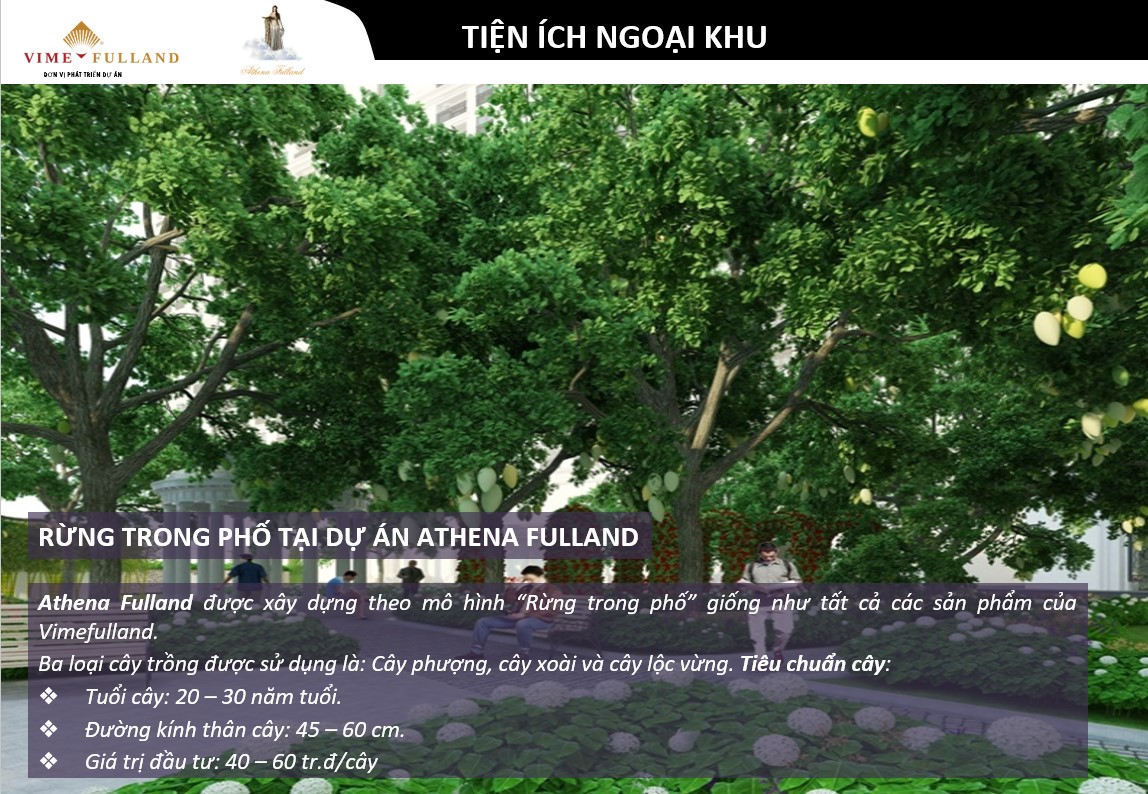 VIME FULLAND
ĐƠN VỊ PHÁT TRIỂN DỰ ÁN
Athena Fulland
TIỆN ÍCH NGOẠI KHU
RỪNG TRONG PHỐ TẠI DỰ ÁN ATHENA FULLAND
Athena Fulland được xây dựng theo mô hình “Rừng trong phố” giống như tất cả các sản phẩm của
Vimefulland.
Ba loại cây trồng được sử dụng là: Cây phượng, cây xoài và cây lộc vừng. Tiêu chuẩn cây:
❖ Tuổi cây: 20 – 30 năm tuổi.
❖ Đường kính thân cây: 45 – 60 cm.
❖ Giá trị đầu tư: 40 – 60 tr.đ/cây